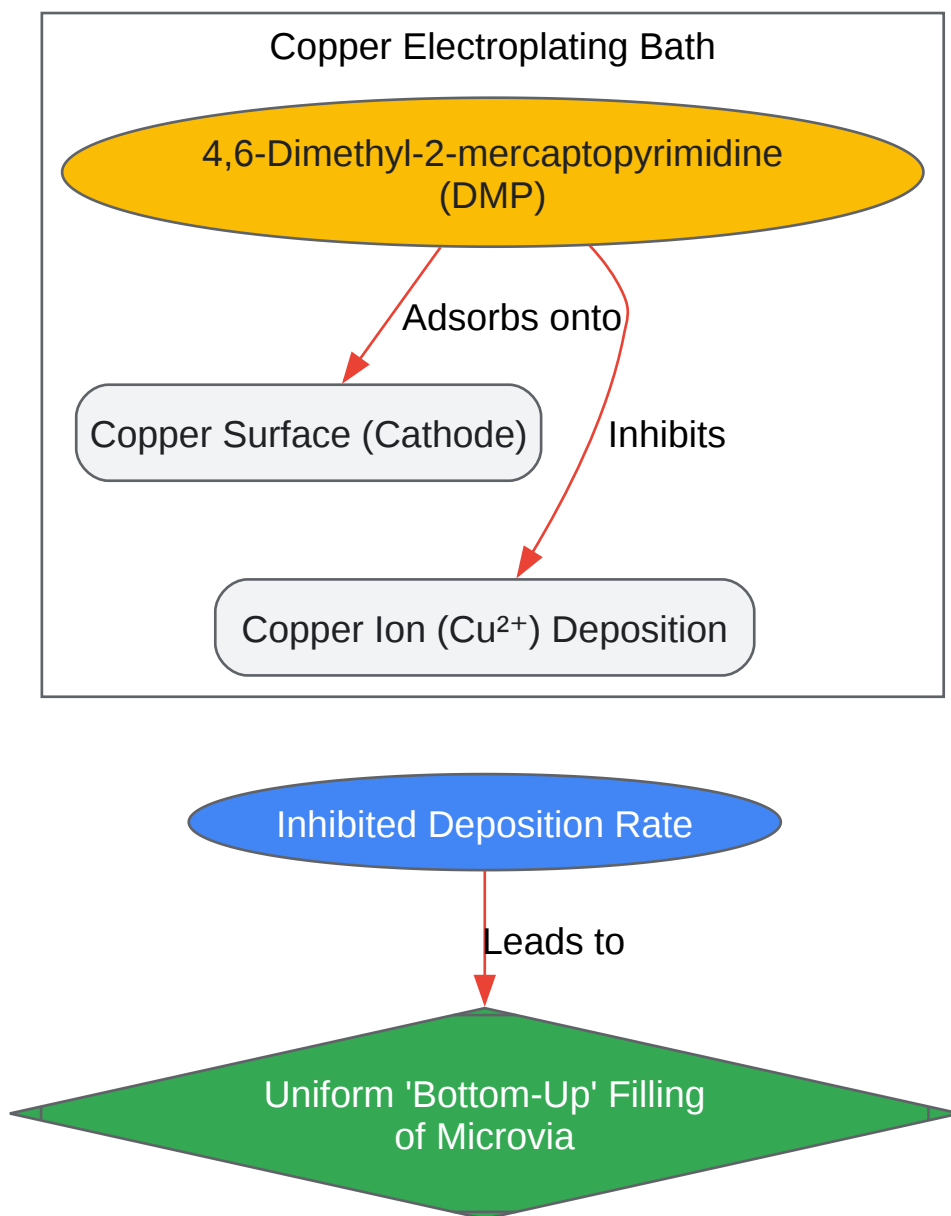 Copper Electroplating Bath
4,6-Dimethyl-2-mercaptopyrimidine
(DMP)
Adsorbs onto
Copper Surface (Cathode)
Inhibits
Copper Ion (Cu²⁺) Deposition
Inhibited Deposition Rate
Leads to
Uniform 'Bottom-Up' Filling
of Microvia